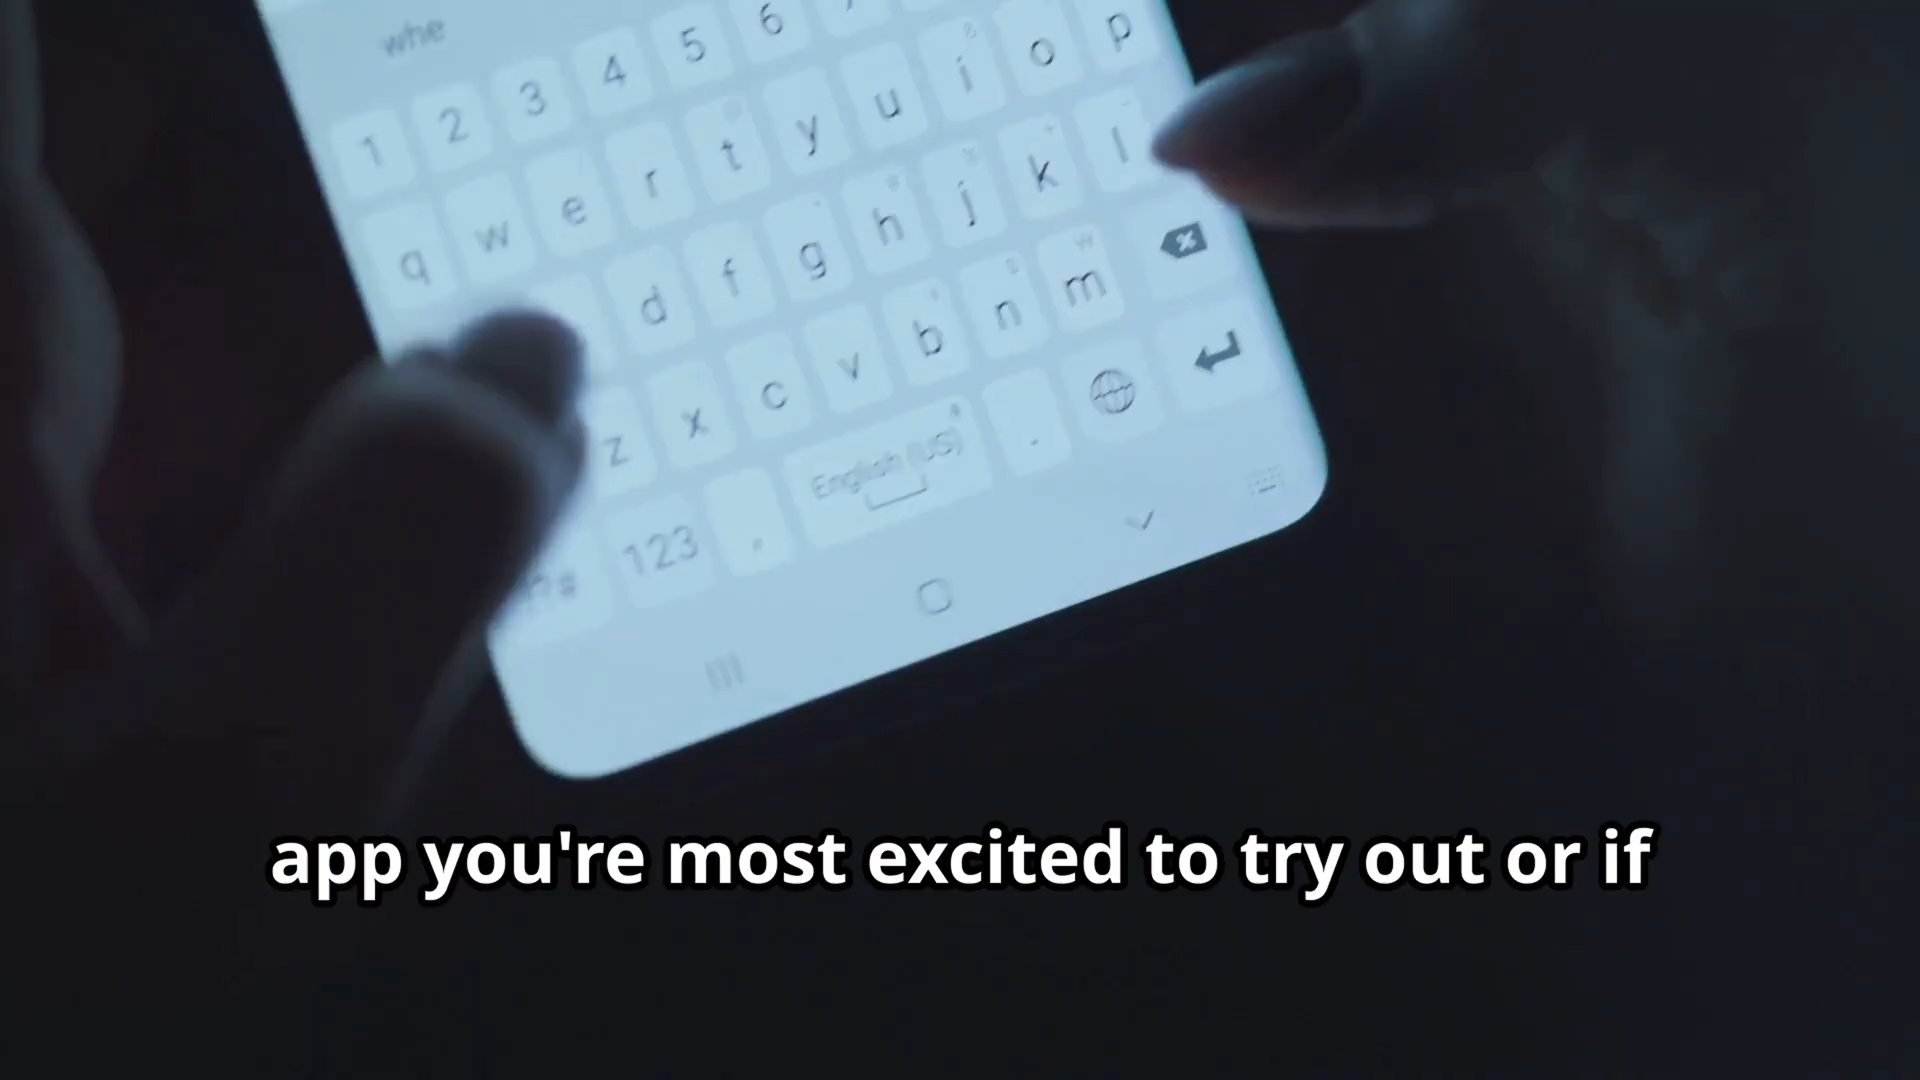 whe
1 2 3 4 5 6
q w e r t y u i o p
d f g h j k l
z x c v b n m
123 , English (US) .
app you're most excited to try out or if